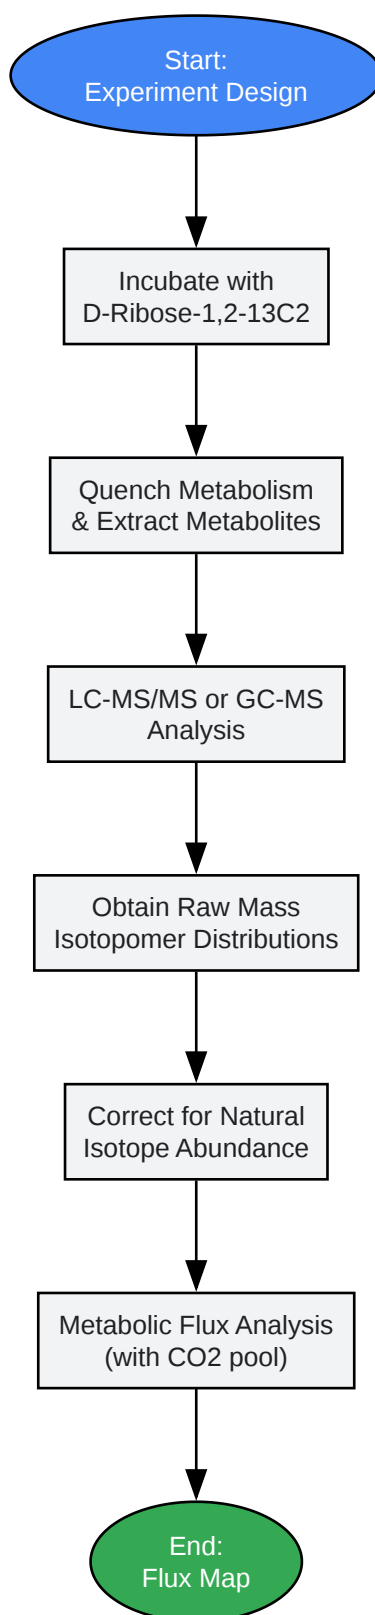 Start:
Experiment Design
Incubate with
D-Ribose-1,2-13C2
Quench Metabolism
& Extract Metabolites
LC-MS/MS or GC-MS
Analysis
Obtain Raw Mass
Isotopomer Distributions
Correct for Natural
Isotope Abundance
Metabolic Flux Analysis
(with CO2 pool)
End:
Flux Map